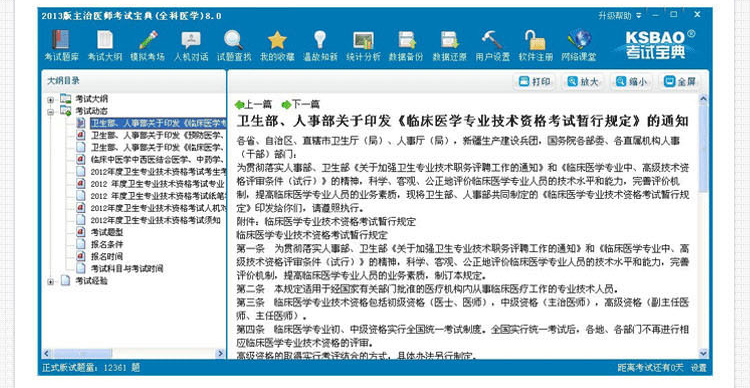 2013版主治医师考试宝典(全科医学)8.0
升级帮助
考试题库 考试大纲 模拟考场 人机对话 试题查找 我的收藏 温故知新 统计分析 数据备份 数据还原 用户设置 软件注册 网络课堂
KSBAO
考试宝典
大纲目录
打印 放大 缩小 全屏
考试大纲
考试动态
卫生部、人事部关于印发《临床医学专
卫生部、人事部关于印发《预防医学、
卫生部、人事部关于印发《临床医学、
临床中医学中西医结合医学、中药学、
2012年度卫生专业技术资格考试考生考
2012 年度卫生专业技术资格考试专业
2012 年度卫生专业技术资格考试纸笔
2012年度卫生专业技术资格考试人机对
2012年度卫生专业技术资格考试须知
考试题型
报名条件
报名时间
考试科目与考试时间
考试经验
上一篇 下一篇
卫生部、人事部关于印发《临床医学专业技术资格考试暂行规定》的通知
各省、自治区、直辖市卫生厅（局）、人事厅（局），新疆生产建设兵团，国务院各部委、各直属机构人事
（干部）部门：
为贯彻落实人事部、卫生部《关于加强卫生专业技术职务评聘工作的通知》和《临床医学专业中、高级技术资
格评审条件（试行）》的精神，科学、客观、公正地评价临床医学专业人员的技术水平和能力，完善评价机
制，提高临床医学专业人员的业务素质，现将卫生部、人事部共同制定的《临床医学专业技术资格考试暂行规
定》印发给你们，请遵照执行。
附件：临床医学专业技术资格考试暂行规定
临床医学专业技术资格考试暂行规定
第一条 为贯彻落实人事部、卫生部《关于加强卫生专业技术职务评聘工作的通知》和《临床医学专业中、高
级技术资格评审条件（试行）》的精神，科学、客观、公正地评价临床医学专业人员的技术水平和能力，完善
评价机制，提高临床医学专业人员的业务素质，制订本规定。
第二条 本规定适用于经国家有关部门批准的医疗机构内从事临床医疗工作的专业技术人员。
第三条 临床医学专业技术资格包括初级资格（医士、医师），中级资格（主治医师），高级资格（副主任医
师、主任医师）。
第四条 临床医学专业初、中级资格实行全国统一考试制度。全国实行统一考试后，各地、各部门不再进行相
应临床医学专业技术资格的评审。
高级资格的取得实行考评结合的方式，具体办法另行制定。
正式版试题量：12361 题
距离考试还有0天 设置